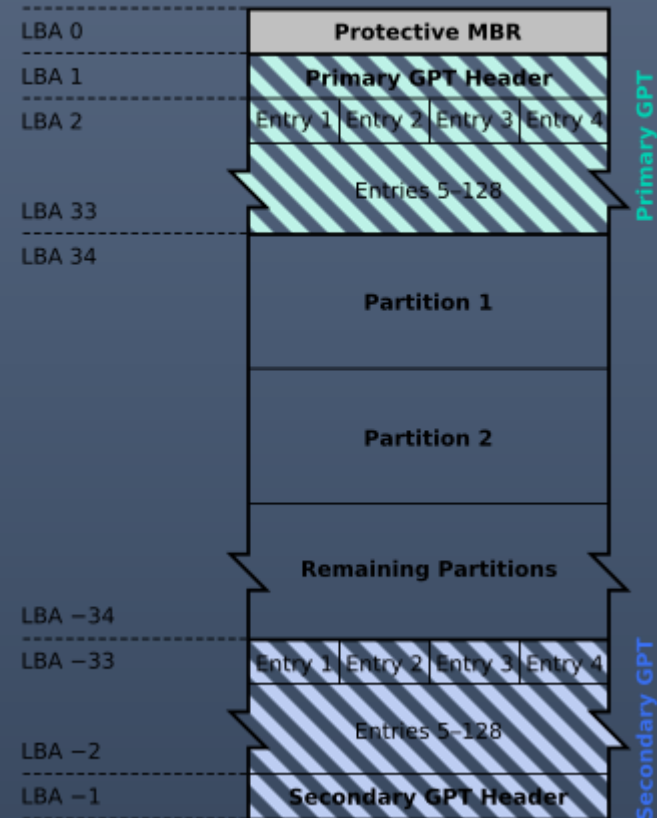 LBA 0
Protective MBR
LBA 1
Primary GPT Header
LBA 2
Entry 1
Entry 2
Entry 3
Entry 4
Entries 5–128
LBA 33
Primary GPT
LBA 34
Partition 1
Partition 2
Remaining Partitions
LBA −34
LBA −33
Entry 1
Entry 2
Entry 3
Entry 4
Entries 5–128
LBA −2
LBA −1
Secondary GPT Header
Secondary GPT